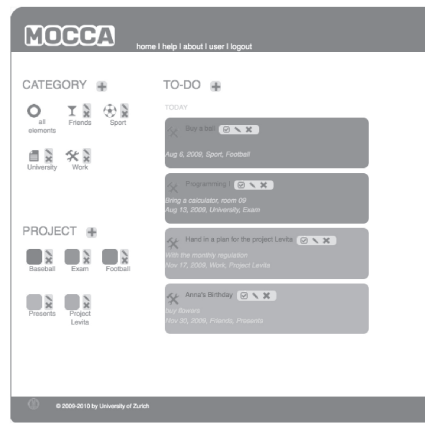 MOCCA
home I help I about I user I logout
CATEGORY
all
elements
Friends
Sport
University
Work
PROJECT
Baseball
Exam
Football
Presents
Project
Levita
TO-DO
TODAY
Buy a ball
Aug 6, 2009, Sport, Football
Programming I
Bring a calculator, room 09
Aug 13, 2009, University, Exam
Hand in a plan for the project Levita
With the monthly regulation
Nov 17, 2009, Work, Project Levita
Anna's Birthday
buy flowers
Nov 20, 2009, Friends, Presents
© 2009-2010 by University of Zurich